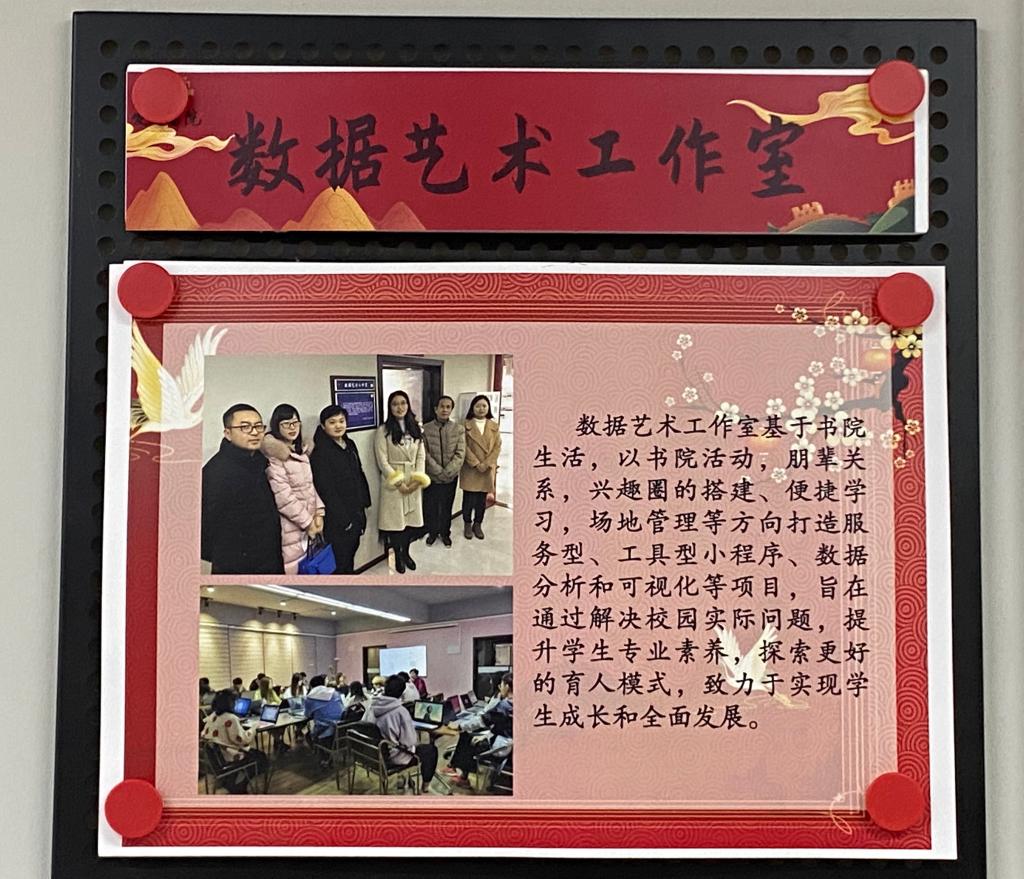 数据艺术工作室
数据艺术工作室基于书院
生活，以书院活动，朋辈关
系，兴趣圈的搭建、便捷学
习，场地管理等方向打造服
务型、工具型小程序、数据
分析和可视化等项目，旨在
通过解决校园实际问题，提
升学生专业素养，探索更好
的育人模式，致力于实现学
生成长和全面发展。